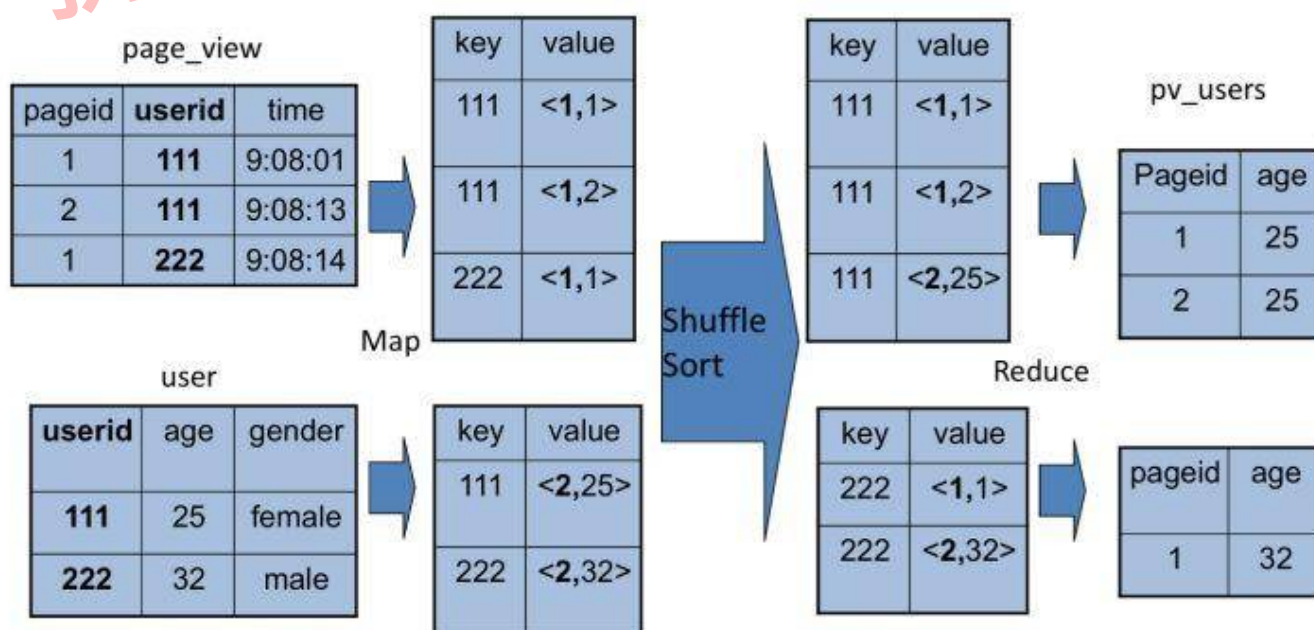 page_view
pageid userid time
1 111 9:08:01
2 111 9:08:13
1 222 9:08:14
key value
111 <1,1>
111 <1,2>
222 <1,1>
Map
user
userid age gender
111 25 female
222 32 male
key value
111 <2,25>
222 <2,32>
Shuffle
Sort
key value
111 <1,1>
111 <1,2>
111 <2,25>
pv_users
Pageid age
1 25
2 25
Reduce
key value
222 <1,1>
222 <2,32>
pageid age
1 32